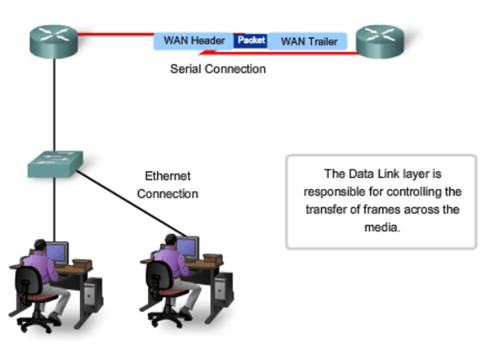 WAN Header Packet WAN Trailer
Serial Connection
Ethernet
Connection
The Data Link layer is
responsible for controlling the
transfer of frames across the
media.